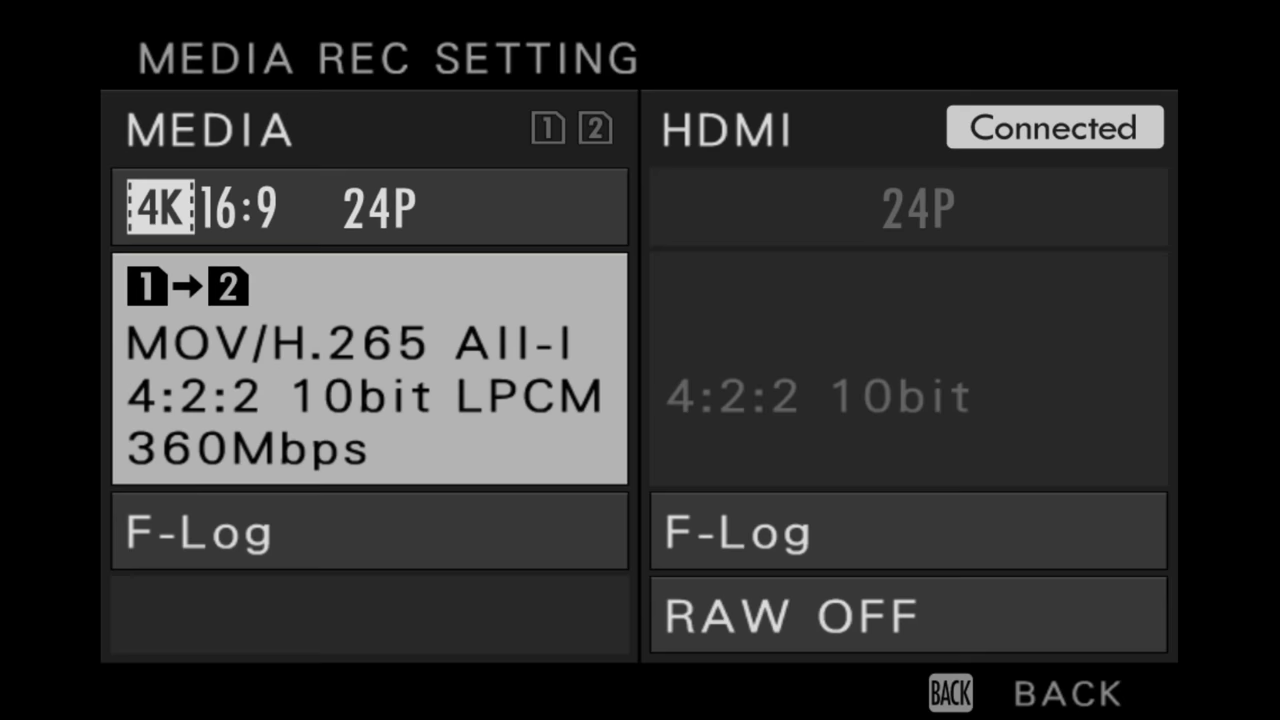 MEDIA REC SETTING
MEDIA 1 2
4K 16:9 24P
1→2
MOV/H.265 All-I
4:2:2 10bit LPCM
360Mbps
F-Log
HDMI Connected
24P
4:2:2 10bit
F-Log
RAW OFF
BACK BACK